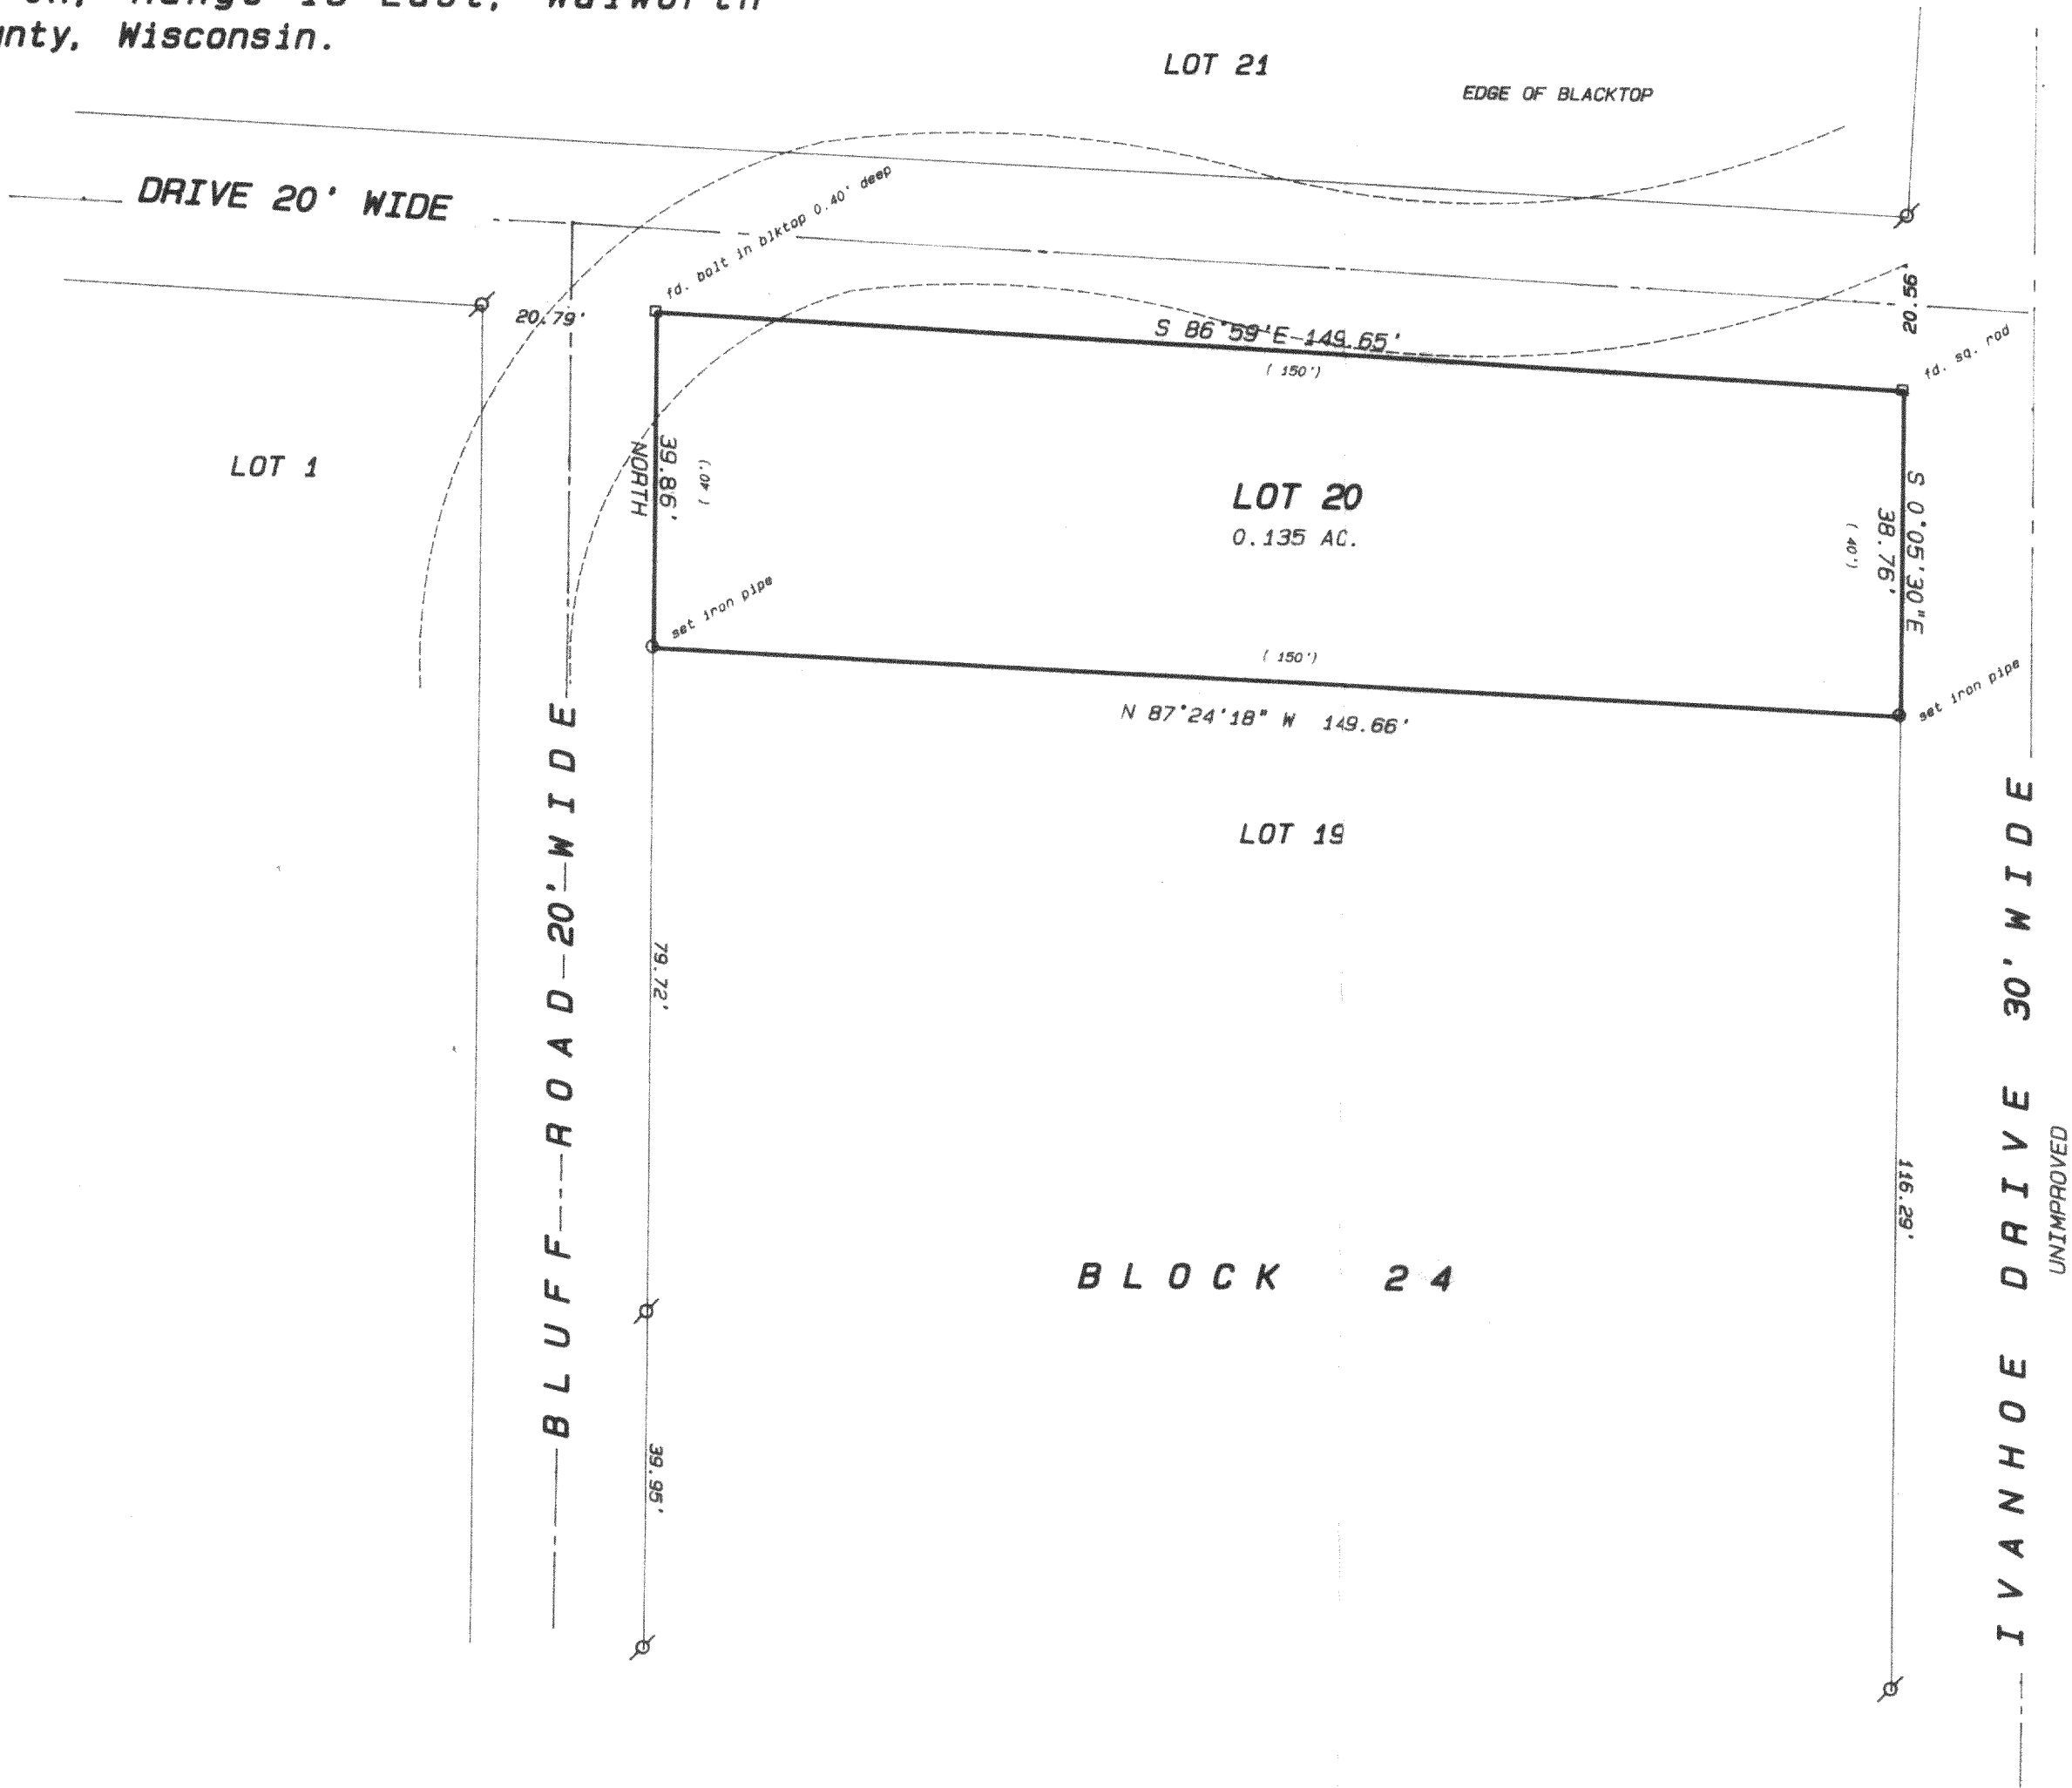 East,
nty, Wisconsin.
LOT 21
EDGE OF BLACKTOP
DRIVE 20' WIDE
fd. bolt in blktop 0.40' deep
20.79'
20.56
S 86°59'E 149.65'
( 150')
fd. sq. rod
LOT 1
39.86'
NORTH
( 40')
LOT 20
0.135 AC.
S 0°05'30"E
38.76'
( 40')
set iron pipe
( 150')
set iron pipe
N 87°24'18" W 149.66'
LOT 19
BLUFF ROAD 20' WIDE
79.72'
IVANHOE DRIVE 30' WIDE
UNIMPROVED
116.29'
BLOCK 24
39.95'